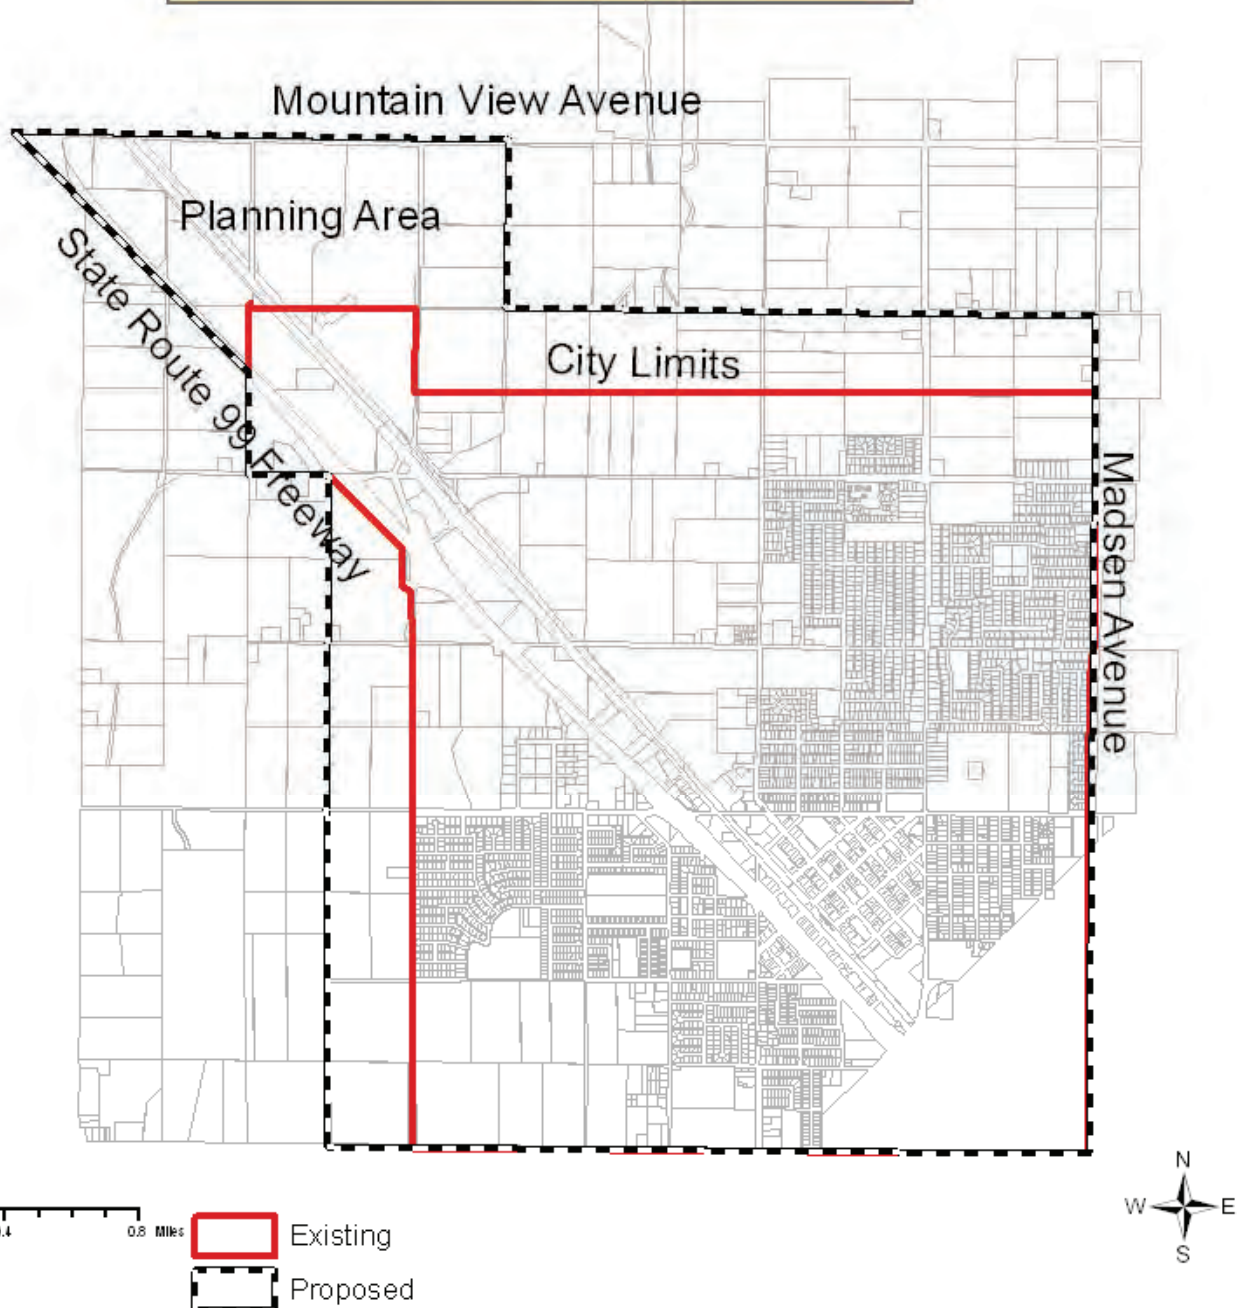 Mountain View Avenue
Planning Area
State Route 99 Freeway
City Limits
Madsen Avenue
0.8 Miles
Existing
Proposed
N
W E
S